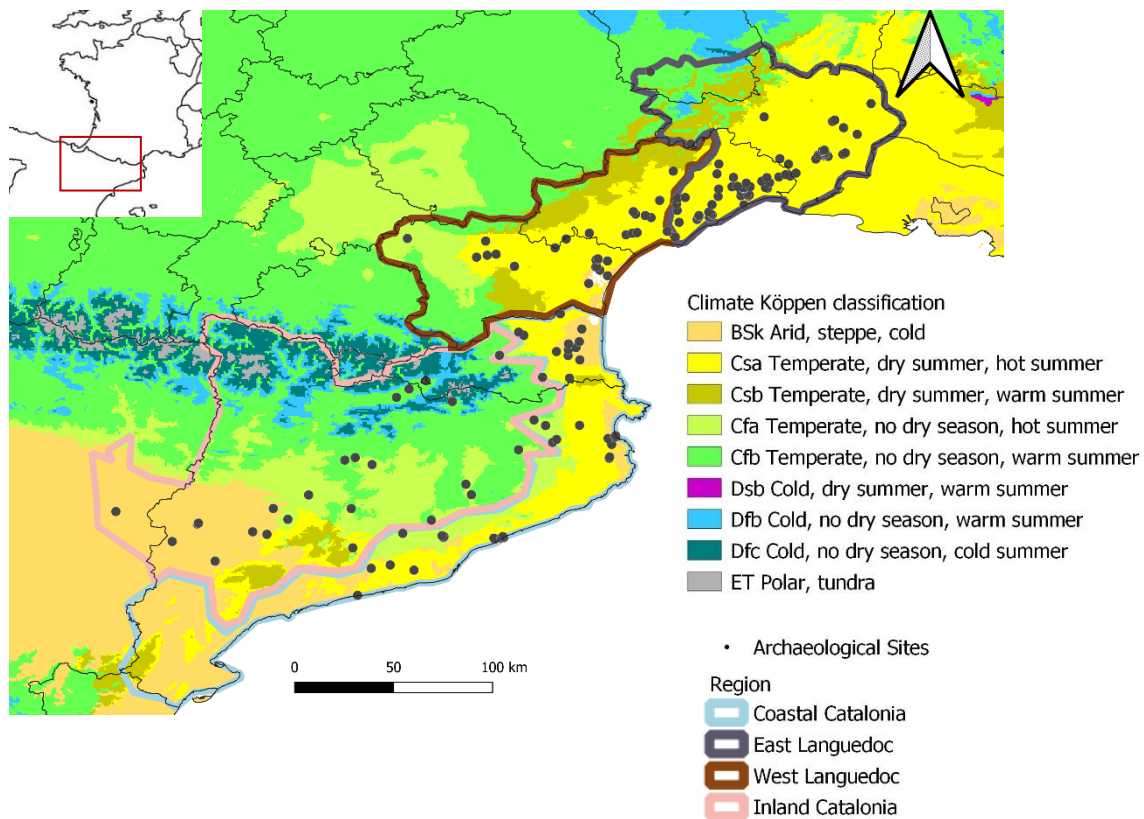 Climate Köppen classification
BSk Arid, steppe, cold
Csa Temperate, dry summer, hot summer
Csb Temperate, dry summer, warm summer
Cfa Temperate, no dry season, hot summer
Cfb Temperate, no dry season, warm summer
Dsb Cold, dry summer, warm summer
Dfb Cold, no dry season, warm summer
Dfc Cold, no dry season, cold summer
ET Polar, tundra
0 50 100 km
Archaeological Sites
Region
Coastal Catalonia
East Languedoc
West Languedoc
Inland Catalonia